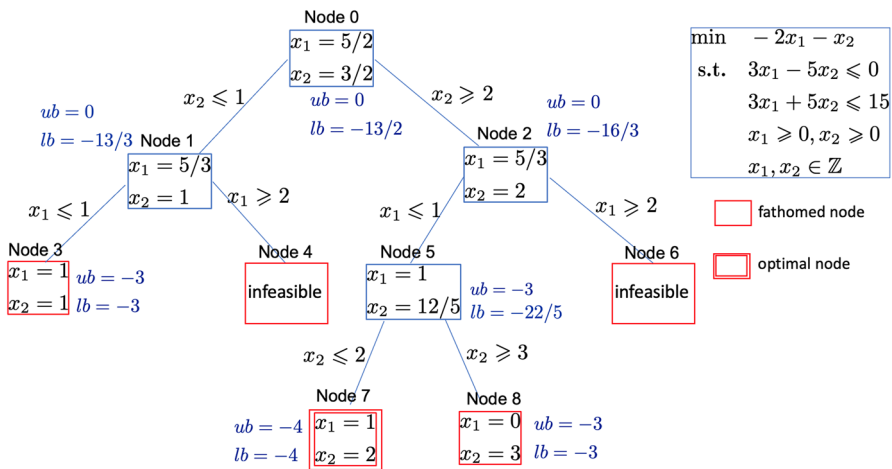 Node 0
x₁ = 5/2
x₂ = 3/2
ub = 0
lb = −13/2
x₂ ⩽ 1
x₂ ⩾ 2
ub = 0
lb = −13/3
Node 1
x₁ = 5/3
x₂ = 1
ub = 0
lb = −16/3
Node 2
x₁ = 5/3
x₂ = 2
x₁ ⩽ 1
x₁ ⩾ 2
x₁ ⩽ 1
x₁ ⩾ 2
Node 3
x₁ = 1
x₂ = 1
ub = −3
lb = −3
Node 4
infeasible
Node 5
x₁ = 1
x₂ = 12/5
ub = −3
lb = −22/5
Node 6
infeasible
x₂ ⩽ 2
x₂ ⩾ 3
Node 7
ub = −4
lb = −4
x₁ = 1
x₂ = 2
Node 8
x₁ = 0
x₂ = 3
ub = −3
lb = −3
min − 2x₁ − x₂
s.t. 3x₁ − 5x₂ ⩽ 0
3x₁ + 5x₂ ⩽ 15
x₁ ⩾ 0, x₂ ⩾ 0
x₁, x₂ ∈ ℤ
fathomed node
optimal node